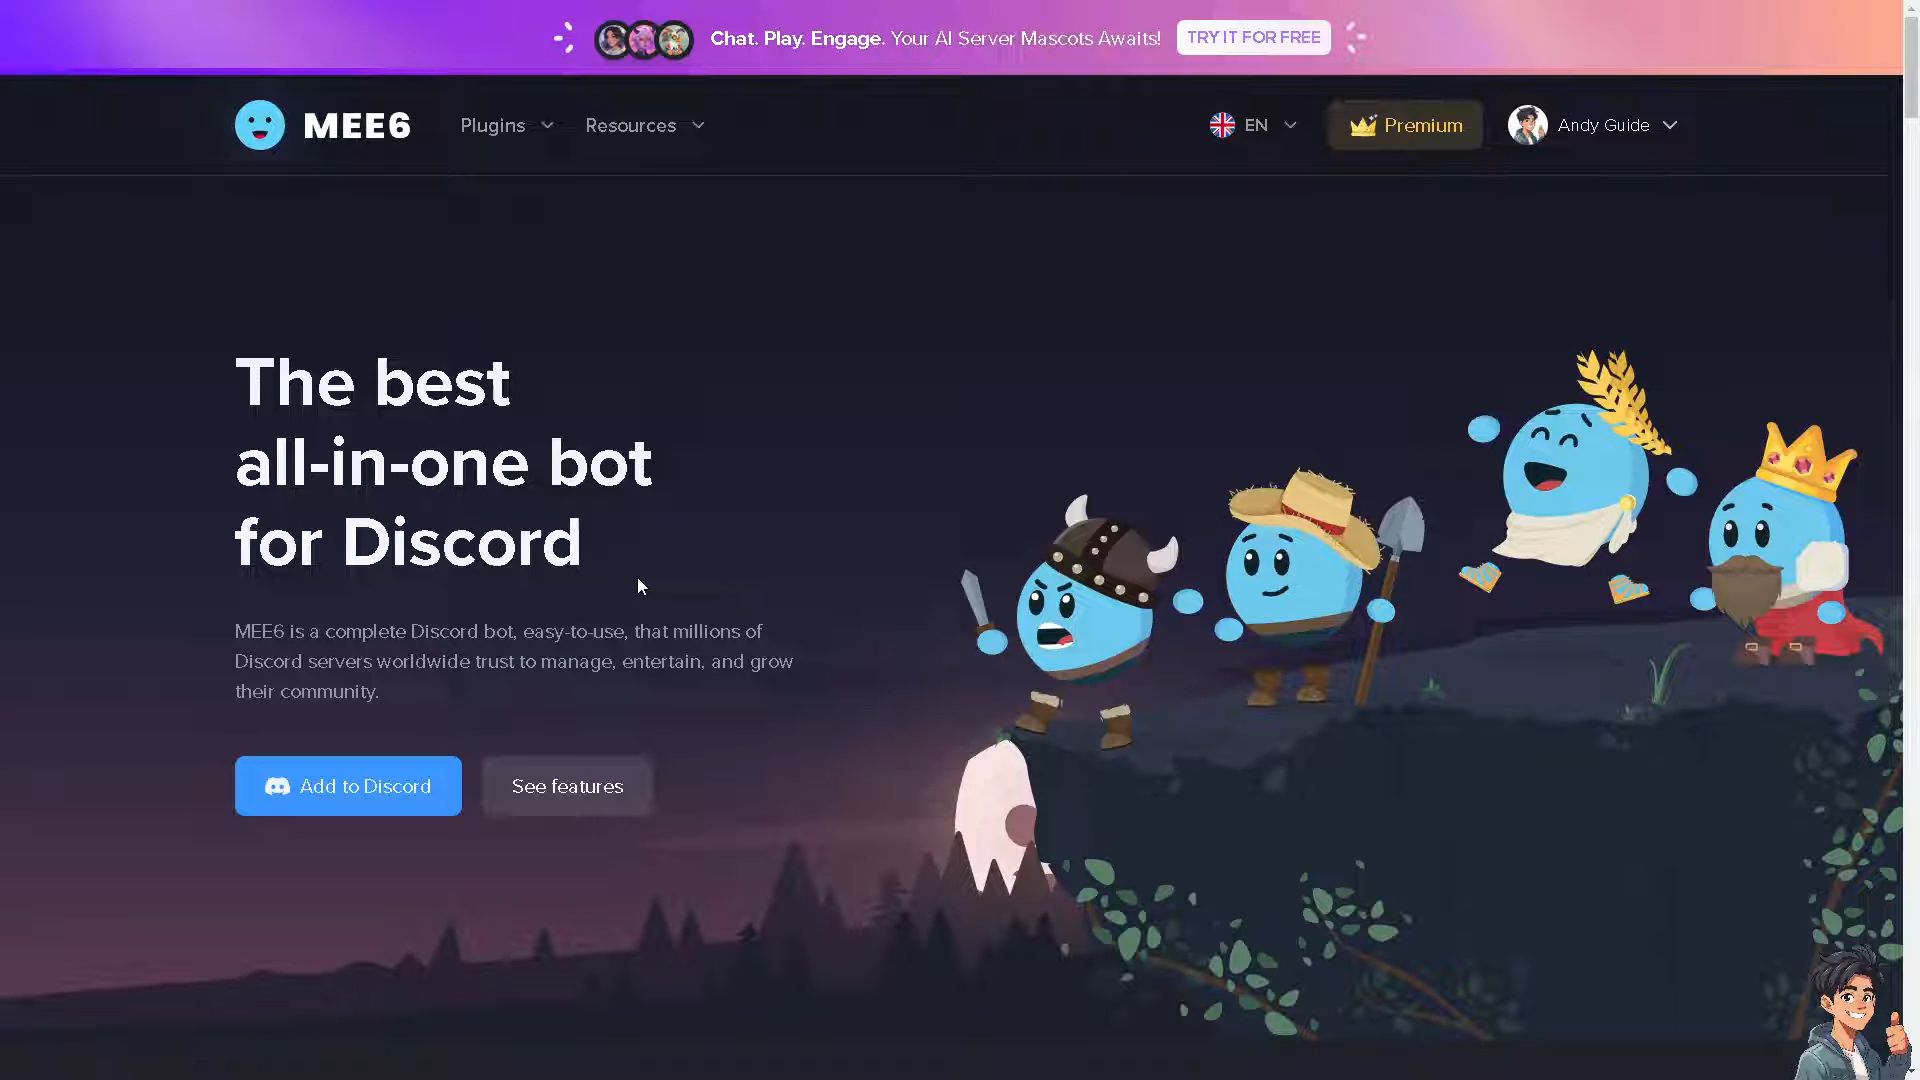 Chat. Play. Engage. Your AI Server Mascots Awaits!
TRY IT FOR FREE
MEE6
Plugins
Resources
EN
Premium
Andy Guide
The best
all-in-one bot
for Discord
MEE6 is a complete Discord bot, easy-to-use, that millions of
Discord servers worldwide trust to manage, entertain, and grow
their community.
Add to Discord
See features